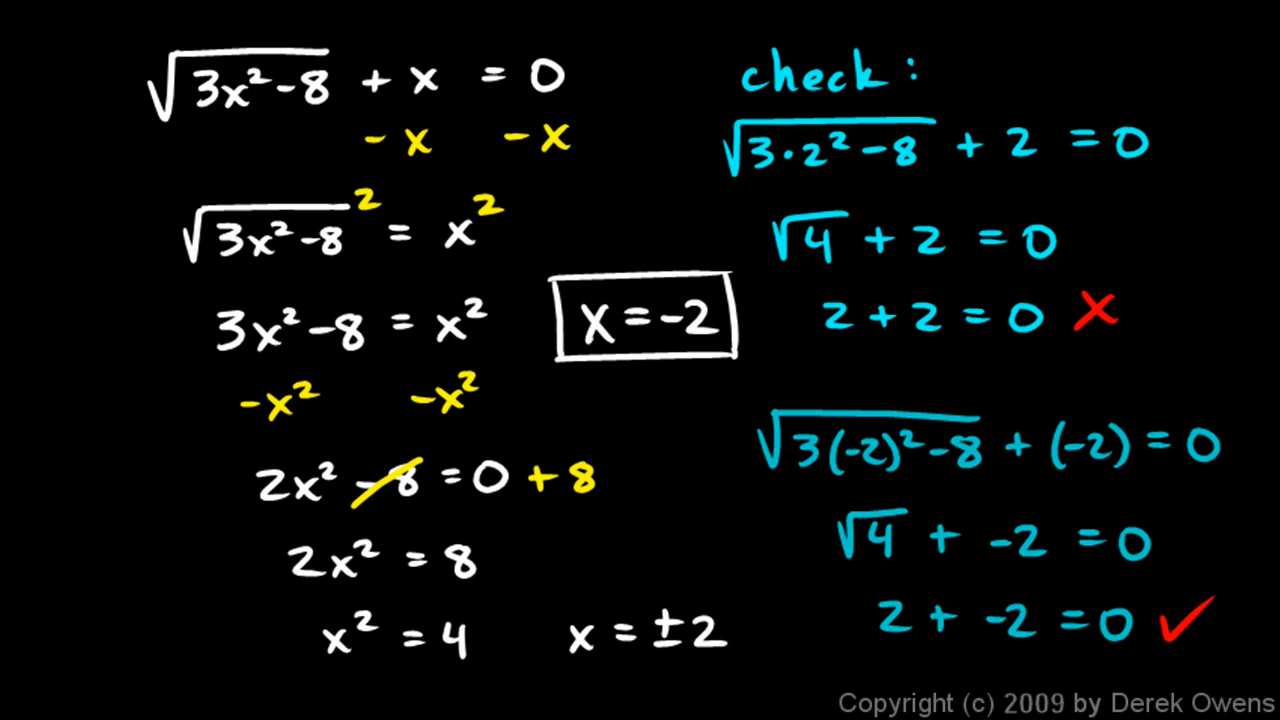 √(3x²-8) + x = 0
- x - x
√(3x²-8)² = x²
3x²-8 = x²
-x² -x²
2x² -8 = 0 + 8
2x² = 8
x² = 4 x = ±2
x = -2
check:
√(3·2²-8) + 2 = 0
√4 + 2 = 0
2 + 2 = 0 ✗
√(3(-2)²-8) + (-2) = 0
√4 + -2 = 0
2 + -2 = 0 ✓
Copyright (c) 2009 by Derek Owens